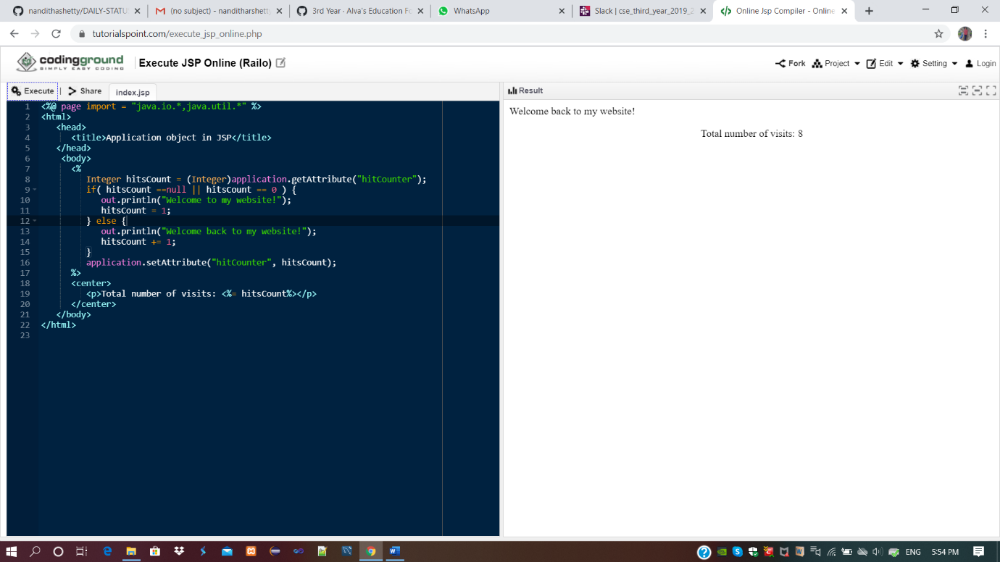 nandithashetty/DAILY-STATU
(no subject) - nanditharshetty
3rd Year · Alva's Education Fo
WhatsApp
Slack | cse_third_year_2019_2
Online Jsp Compiler - Online
tutorialspoint.com/execute_jsp_online.php
codingground
SIMPLY EASY CODING
Execute JSP Online (Railo)
Fork
Project
Edit
Setting
Login
Execute | Share index.jsp
Result
1 <%@ page import = "java.io.*,java.util.*" %>
2 <html>
3 <head>
4 <title>Application object in JSP</title>
5 </head>
6 <body>
7 <%
8 Integer hitsCount = (Integer)application.getAttribute("hitCounter");
9 if( hitsCount ==null || hitsCount == 0 ) {
10 out.println("Welcome to my website!");
11 hitsCount = 1;
12 } else {
13 out.println("Welcome back to my website!");
14 hitsCount += 1;
15 }
16 application.setAttribute("hitCounter", hitsCount);
17 %>
18 <center>
19 <p>Total number of visits: <%= hitsCount%></p>
20 </center>
21 </body>
22 </html>
23
Welcome back to my website!
Total number of visits: 8
ENG
5:54 PM